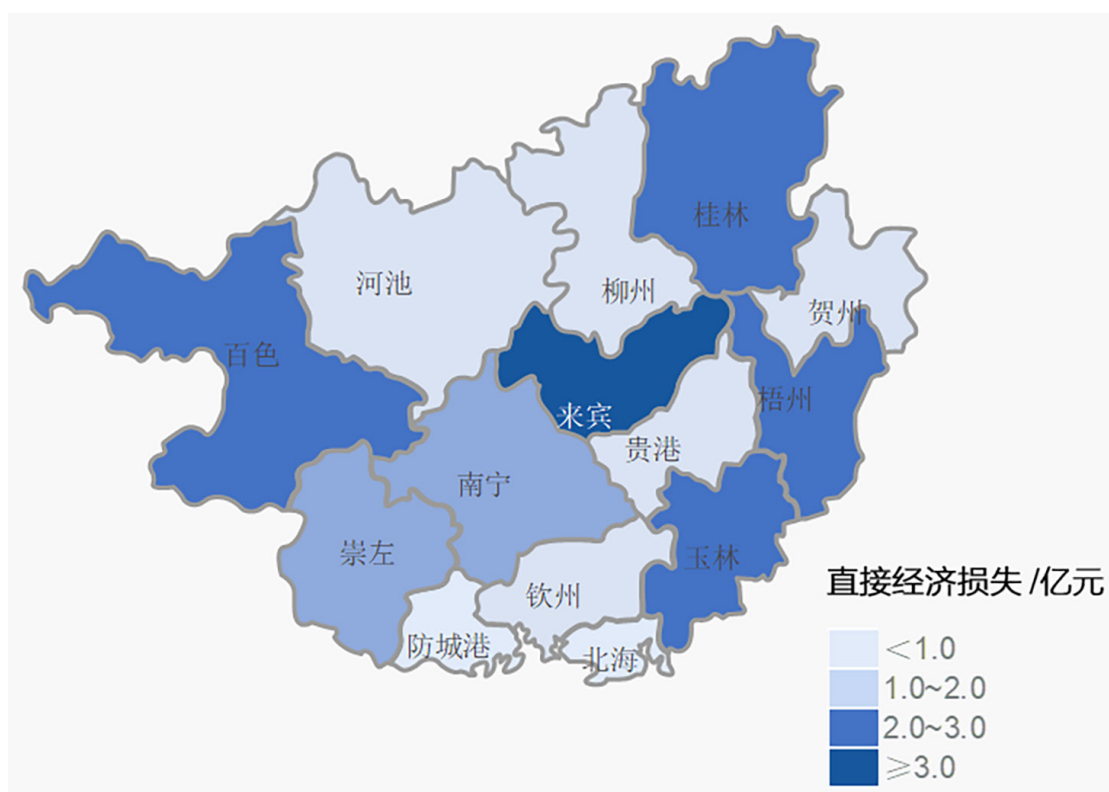 桂林
河池
柳州
贺州
百色
梧州
来宾
贵港
南宁
崇左
玉林
钦州
防城港
北海
直接经济损失/亿元
<1.0
1.0~2.0
2.0~3.0
≥3.0